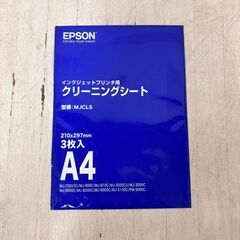 EPSON
EXCEED YOUR VISION
インクジェットプリンタ用
クリーニングシート
型番：MJCLS
210x297mm
3枚入
A4